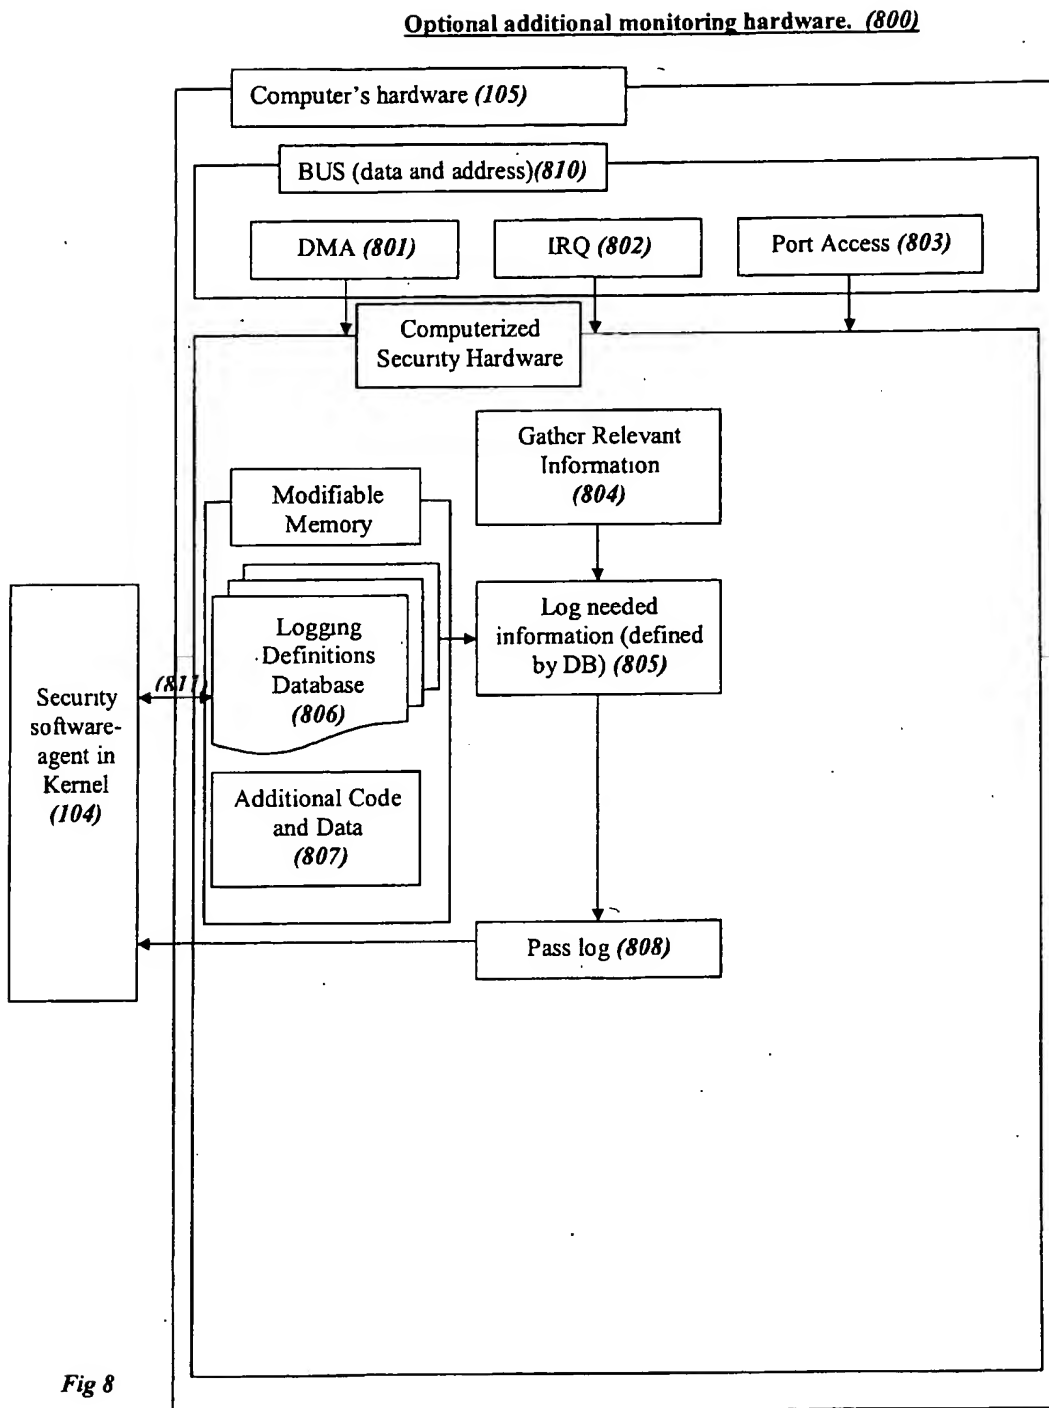 Optional additional monitoring hardware. (800)
Computer's hardware (105)
BUS (data and address)(810)
DMA (801)
IRQ (802)
Port Access (803)
Computerized
Security Hardware
Gather Relevant
Information
(804)
Modifiable
Memory
Logging
Definitions
Database
(806)
Log needed
information (defined
by DB) (805)
(811)
Security
software-
agent in
Kernel
(104)
Additional Code
and Data
(807)
Pass log (808)
Fig 8